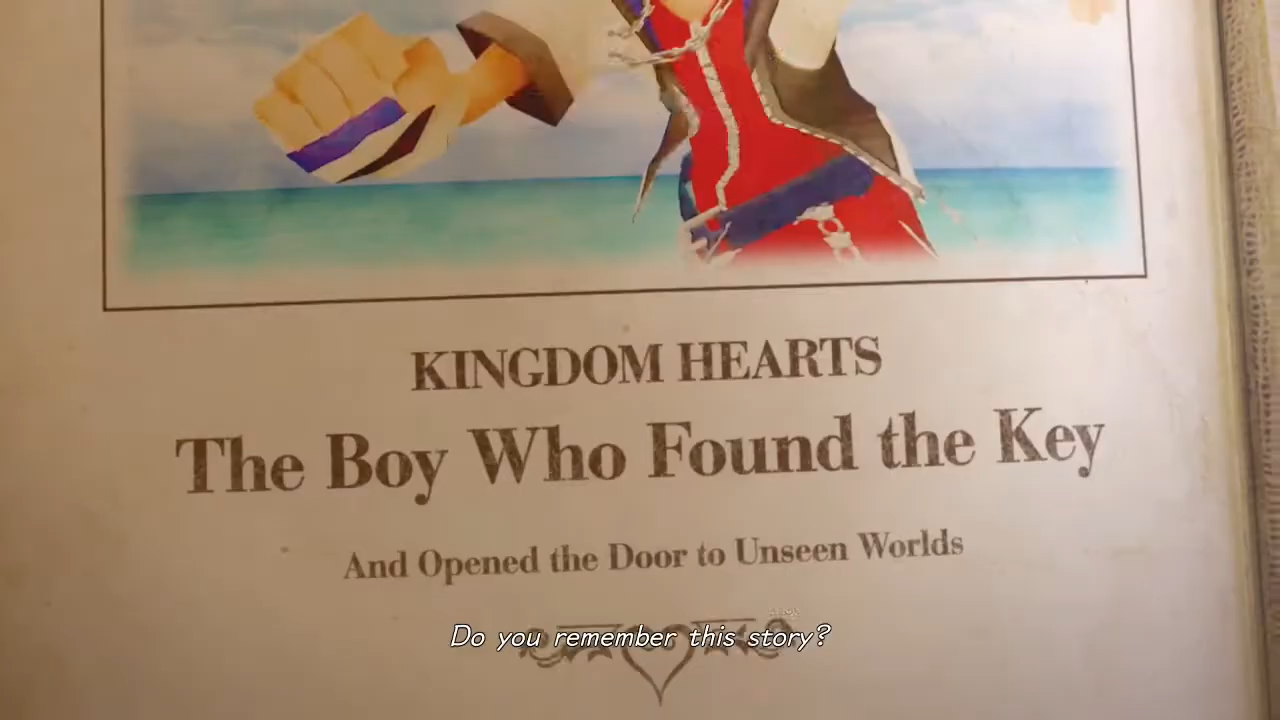 KINGDOM HEARTS
The Boy Who Found the Key
And Opened the Door to Unseen Worlds
Do you remember this story?